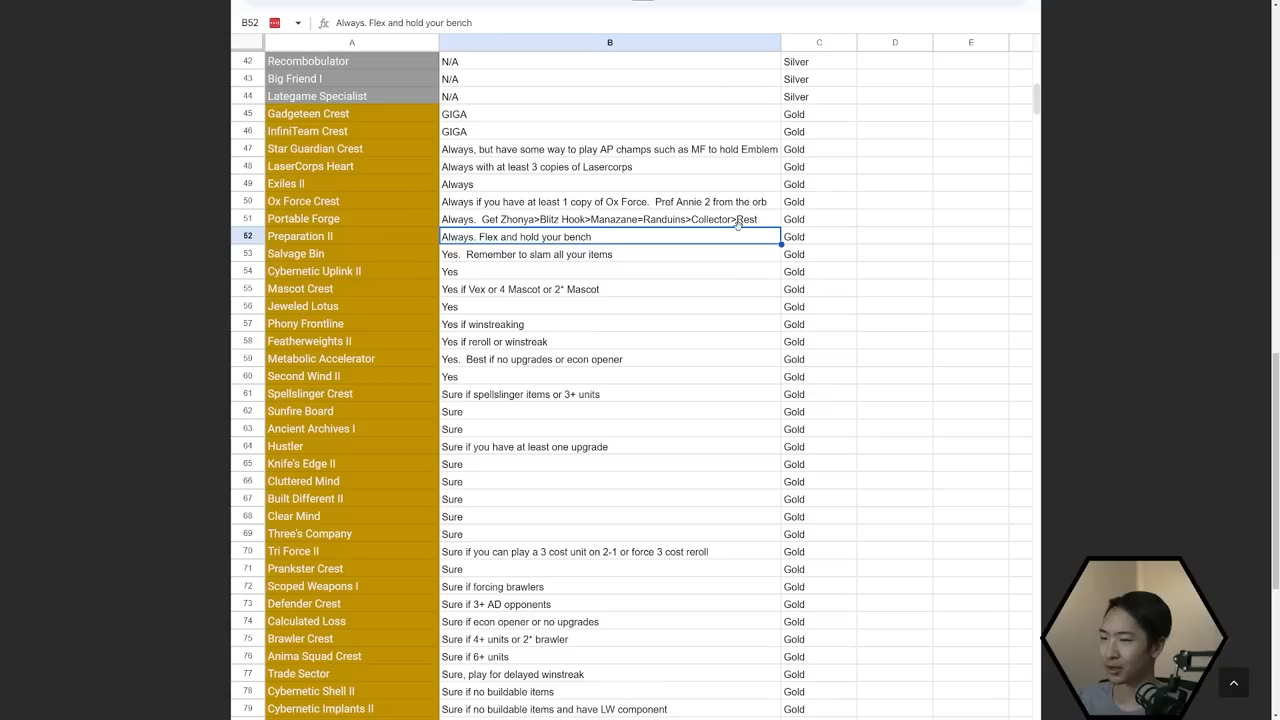 B52 fx Always. Flex and hold your bench
A B C D E
42 Recombobulator N/A Silver
43 Big Friend I N/A Silver
44 Lategame Specialist N/A Silver
45 Gadgeteen Crest GIGA Gold
46 InfiniTeam Crest GIGA Gold
47 Star Guardian Crest Always, but have some way to play AP champs such as MF to hold Emblem Gold
48 LaserCorps Heart Always with at least 3 copies of Lasercorps Gold
49 Exiles II Always Gold
50 Ox Force Crest Always if you have at least 1 copy of Ox Force. Pref Annie 2 from the orb Gold
51 Portable Forge Always. Get Zhonya>Blitz Hook>Manazane=Randuins>Collector>Rest Gold
52 Preparation II Always. Flex and hold your bench Gold
53 Salvage Bin Yes. Remember to slam all your items Gold
54 Cybernetic Uplink II Yes Gold
55 Mascot Crest Yes if Vex or 4 Mascot or 2* Mascot Gold
56 Jeweled Lotus Yes Gold
57 Phony Frontline Yes if winstreaking Gold
58 Featherweights II Yes if reroll or winstreak Gold
59 Metabolic Accelerator Yes. Best if no upgrades or econ opener Gold
60 Second Wind II Yes Gold
61 Spellslinger Crest Sure if spellslinger items or 3+ units Gold
62 Sunfire Board Sure Gold
63 Ancient Archives I Sure Gold
64 Hustler Sure if you have at least one upgrade Gold
65 Knife's Edge II Sure Gold
66 Cluttered Mind Sure Gold
67 Built Different II Sure Gold
68 Clear Mind Sure Gold
69 Three's Company Sure Gold
70 Tri Force II Sure if you can play a 3 cost unit on 2-1 or force 3 cost reroll Gold
71 Prankster Crest Sure Gold
72 Scoped Weapons I Sure if forcing brawlers Gold
73 Defender Crest Sure if 3+ AD opponents Gold
74 Calculated Loss Sure if econ opener or no upgrades Gold
75 Brawler Crest Sure if 4+ units or 2* brawler Gold
76 Anima Squad Crest Sure if 6+ units Gold
77 Trade Sector Sure, play for delayed winstreak Gold
78 Cybernetic Shell II Sure if no buildable items Gold
79 Cybernetic Implants II Sure if no buildable items and have LW component Gold